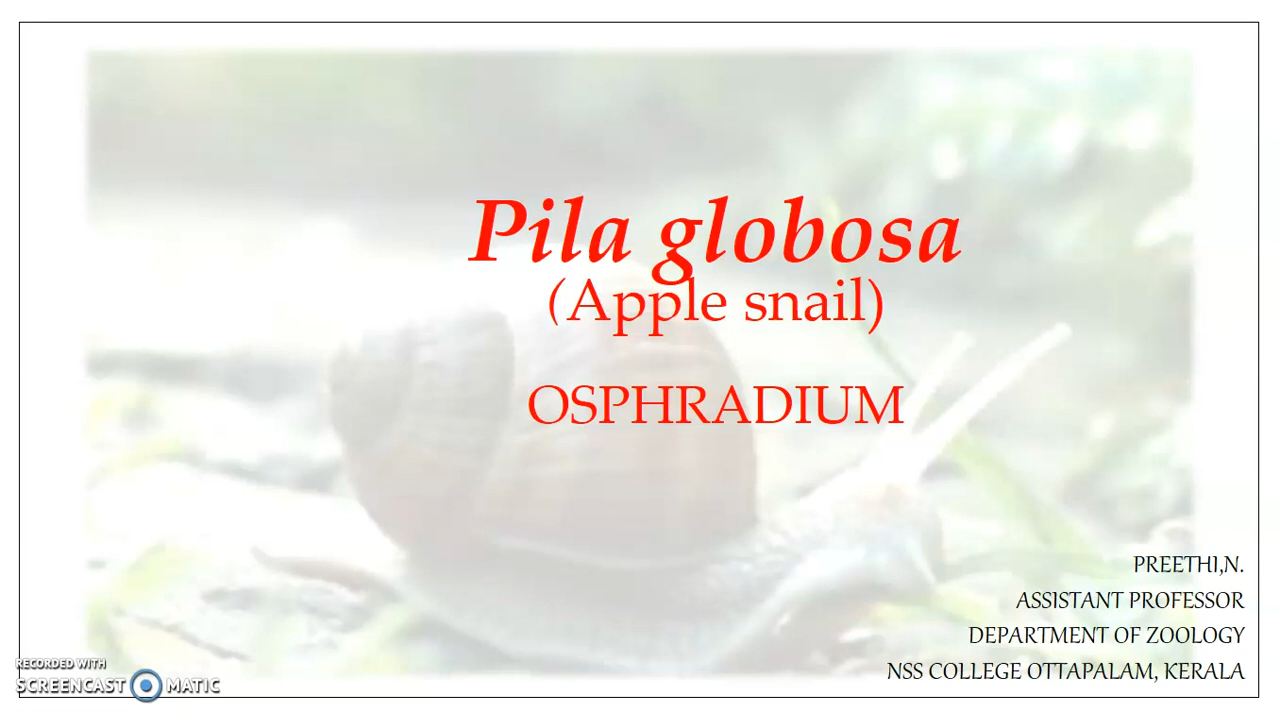 Pila globosa
(Apple snail)
OSPHRADIUM
PREETHI,N.
ASSISTANT PROFESSOR
DEPARTMENT OF ZOOLOGY
NSS COLLEGE OTTAPALAM, KERALA
RECORDED WITH
SCREENCAST MATIC